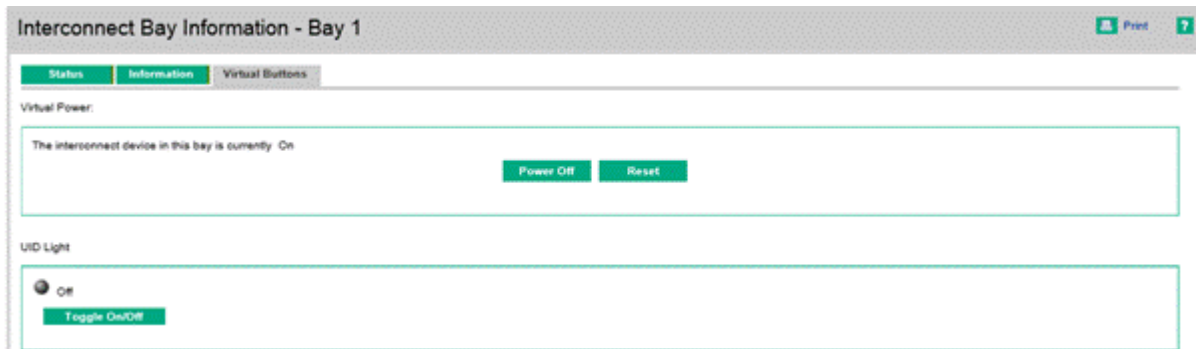 Interconnect Bay Information - Bay 1
Print ?
Status Information Virtual Buttons
Virtual Power:
The interconnect device in this bay is currently On
Power Off Reset
UID Light
Off
Toggle On/Off